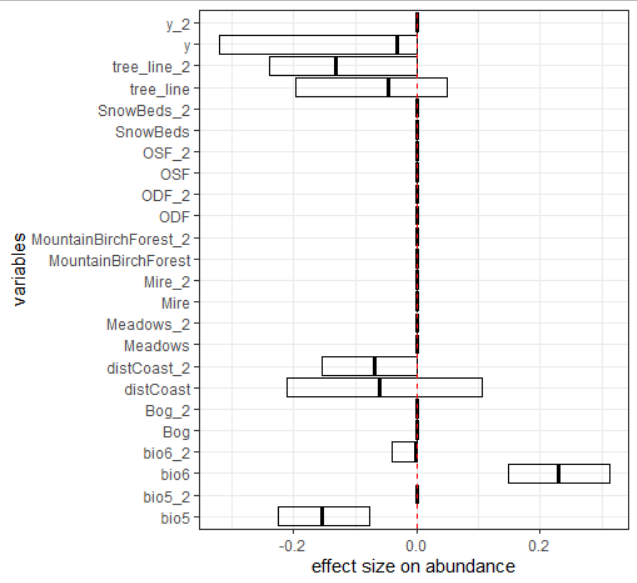 y_2
y
tree_line_2
tree_line
SnowBeds_2
SnowBeds
OSF_2
OSF
ODF_2
ODF
MountainBirchForest_2
MountainBirchForest
Mire_2
Mire
Meadows_2
Meadows
distCoast_2
distCoast
Bog_2
Bog
bio6_2
bio6
bio5_2
bio5
variables
-0.2 0.0 0.2
effect size on abundance